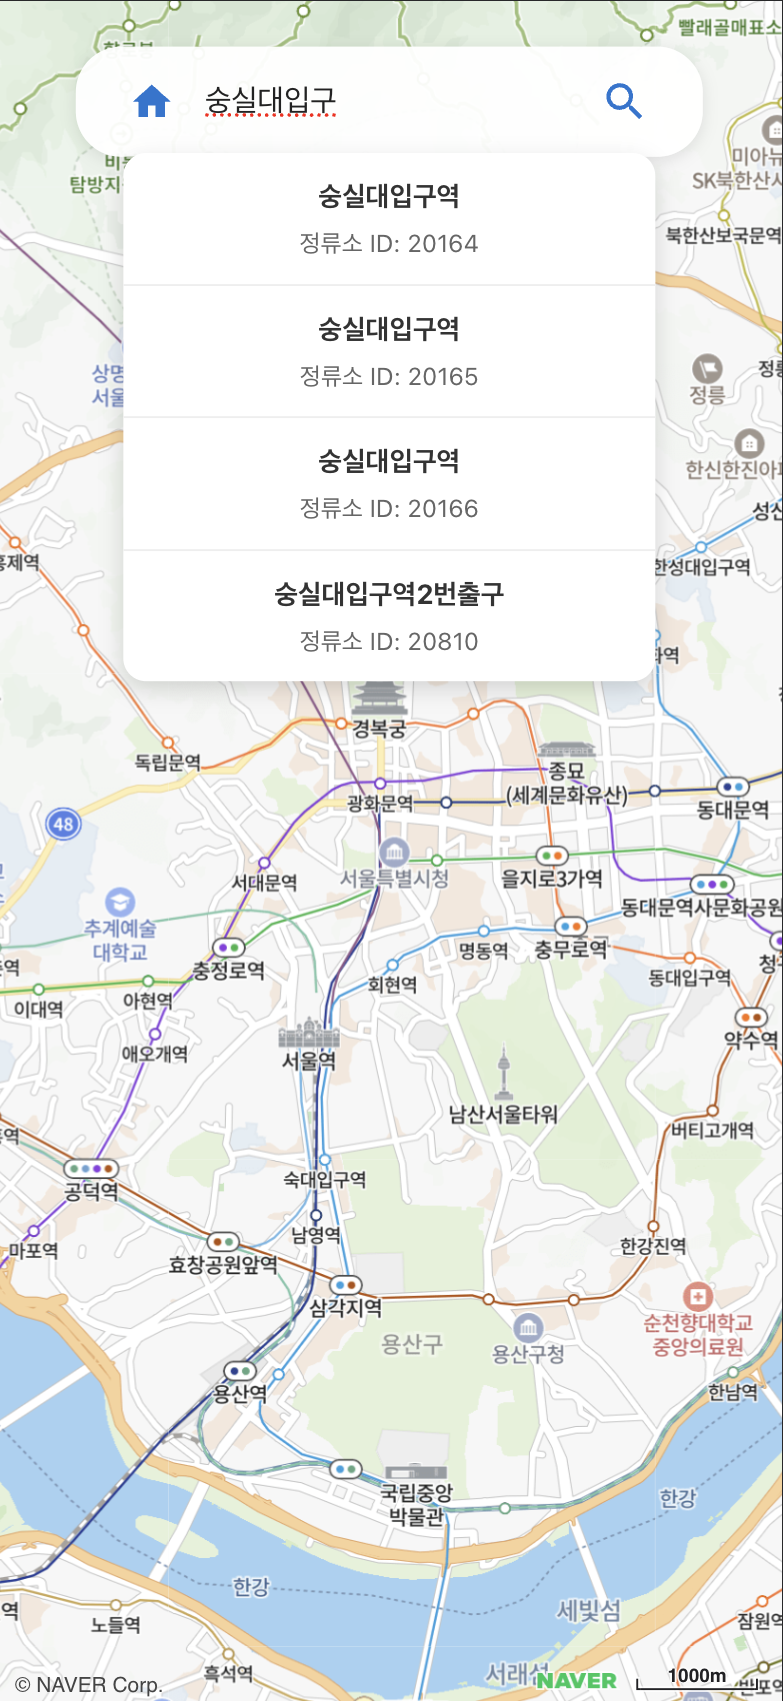 빨래골매표소
숭실대입구
미아뉴
SK북한산시
탐방지
숭실대입구역
정류소 ID: 20164
북한산보국문역
숭실대입구역
정류소 ID: 20165
상명
서울
정릉
정릉
숭실대입구역
정류소 ID: 20166
한신한진아파
성신
홍제역
한성대입구역
숭실대입구역2번출구
정류소 ID: 20810
경복궁
독립문역
종묘
(세계문화유산)
광화문역
동대문역
48
서대문역
서울특별시청
을지로3가역
추계예술
대학교
동대문역사문화공원
충정로역
명동역
충무로역
회현역
동대입구역
이대역
아현역
애오개역
서울역
약수역
남산서울타워
버티고개역
공덕역
숙대입구역
남영역
마포역
효창공원앞역
한강진역
삼각지역
용산구
용산구청
순천향대학교
중앙의료원
용산역
한남역
국립중앙
박물관
한강
한강
세빛섬
노들역
잠원역
흑석역
서래섬
NAVER
1000m
© NAVER Corp.
반포역